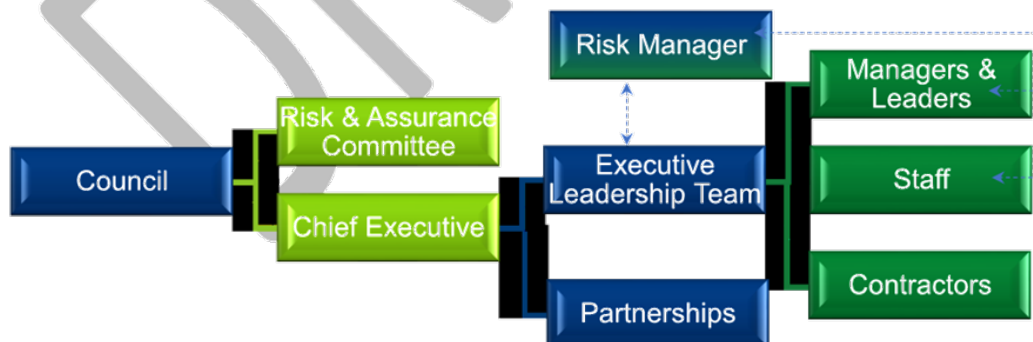 Risk Manager
Managers &
Leaders
Risk & Assurance
Committee
Council
Executive
Leadership Team
Staff
Chief Executive
Contractors
Partnerships